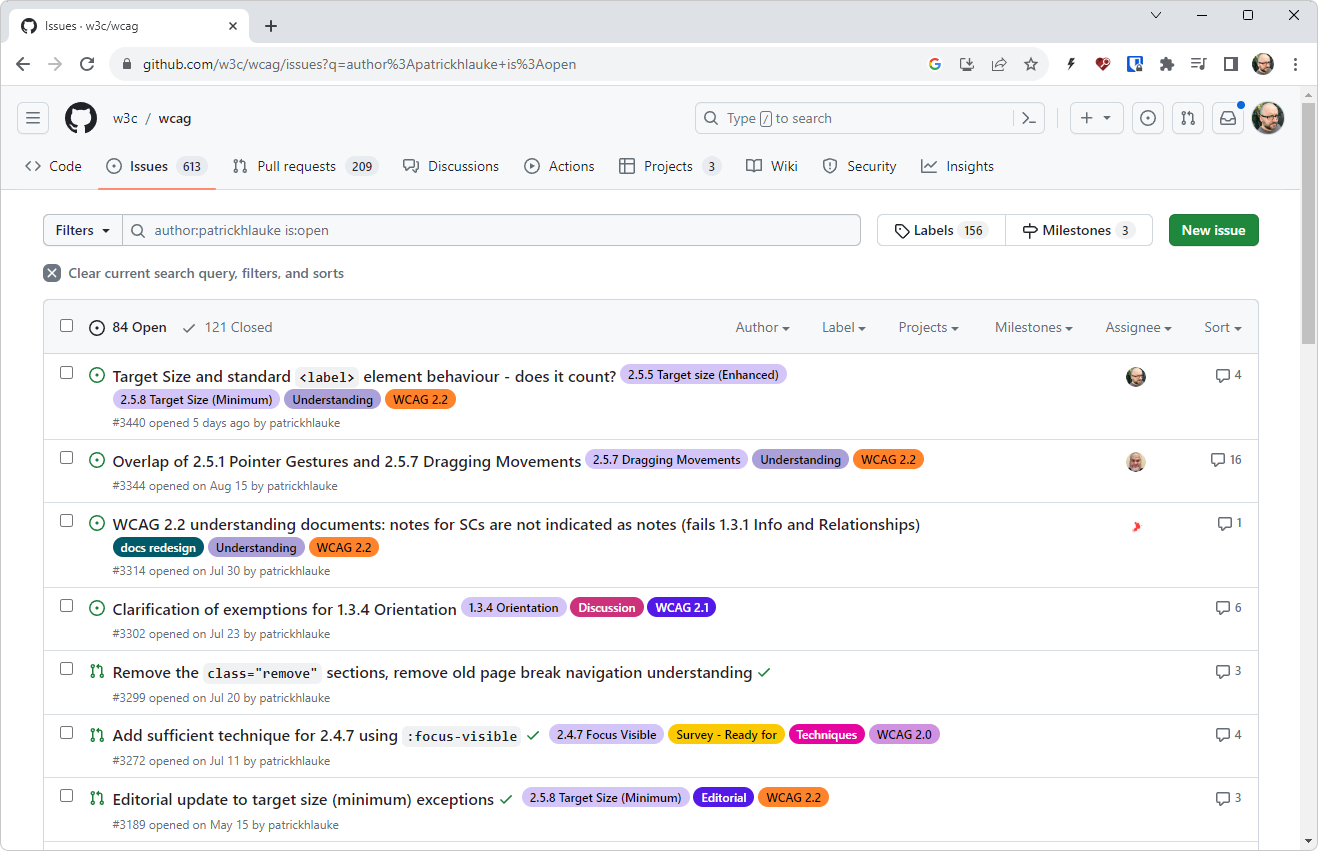 Issues · w3c/wcag
github.com/w3c/wcag/issues?q=author%3Apatrickhlauke+is%3Aopen
w3c / wcag
Type / to search
Code Issues 613 Pull requests 209 Discussions Actions Projects 3 Wiki Security Insights
Filters author:patrickhlauke is:open Labels 156 Milestones 3 New issue
Clear current search query, filters, and sorts
84 Open 121 Closed Author Label Projects Milestones Assignee Sort
Target Size and standard <label> element behaviour - does it count? 2.5.5 Target size (Enhanced) 4
2.5.8 Target Size (Minimum) Understanding WCAG 2.2
#3440 opened 5 days ago by patrickhlauke
Overlap of 2.5.1 Pointer Gestures and 2.5.7 Dragging Movements 2.5.7 Dragging Movements Understanding WCAG 2.2 16
#3344 opened on Aug 15 by patrickhlauke
WCAG 2.2 understanding documents: notes for SCs are not indicated as notes (fails 1.3.1 Info and Relationships) 1
docs redesign Understanding WCAG 2.2
#3314 opened on Jul 30 by patrickhlauke
Clarification of exemptions for 1.3.4 Orientation 1.3.4 Orientation Discussion WCAG 2.1 6
#3302 opened on Jul 23 by patrickhlauke
Remove the class="remove" sections, remove old page break navigation understanding 3
#3299 opened on Jul 20 by patrickhlauke
Add sufficient technique for 2.4.7 using :focus-visible 2.4.7 Focus Visible Survey - Ready for Techniques WCAG 2.0 4
#3272 opened on Jul 11 by patrickhlauke
Editorial update to target size (minimum) exceptions 2.5.8 Target Size (Minimum) Editorial WCAG 2.2 3
#3189 opened on May 15 by patrickhlauke